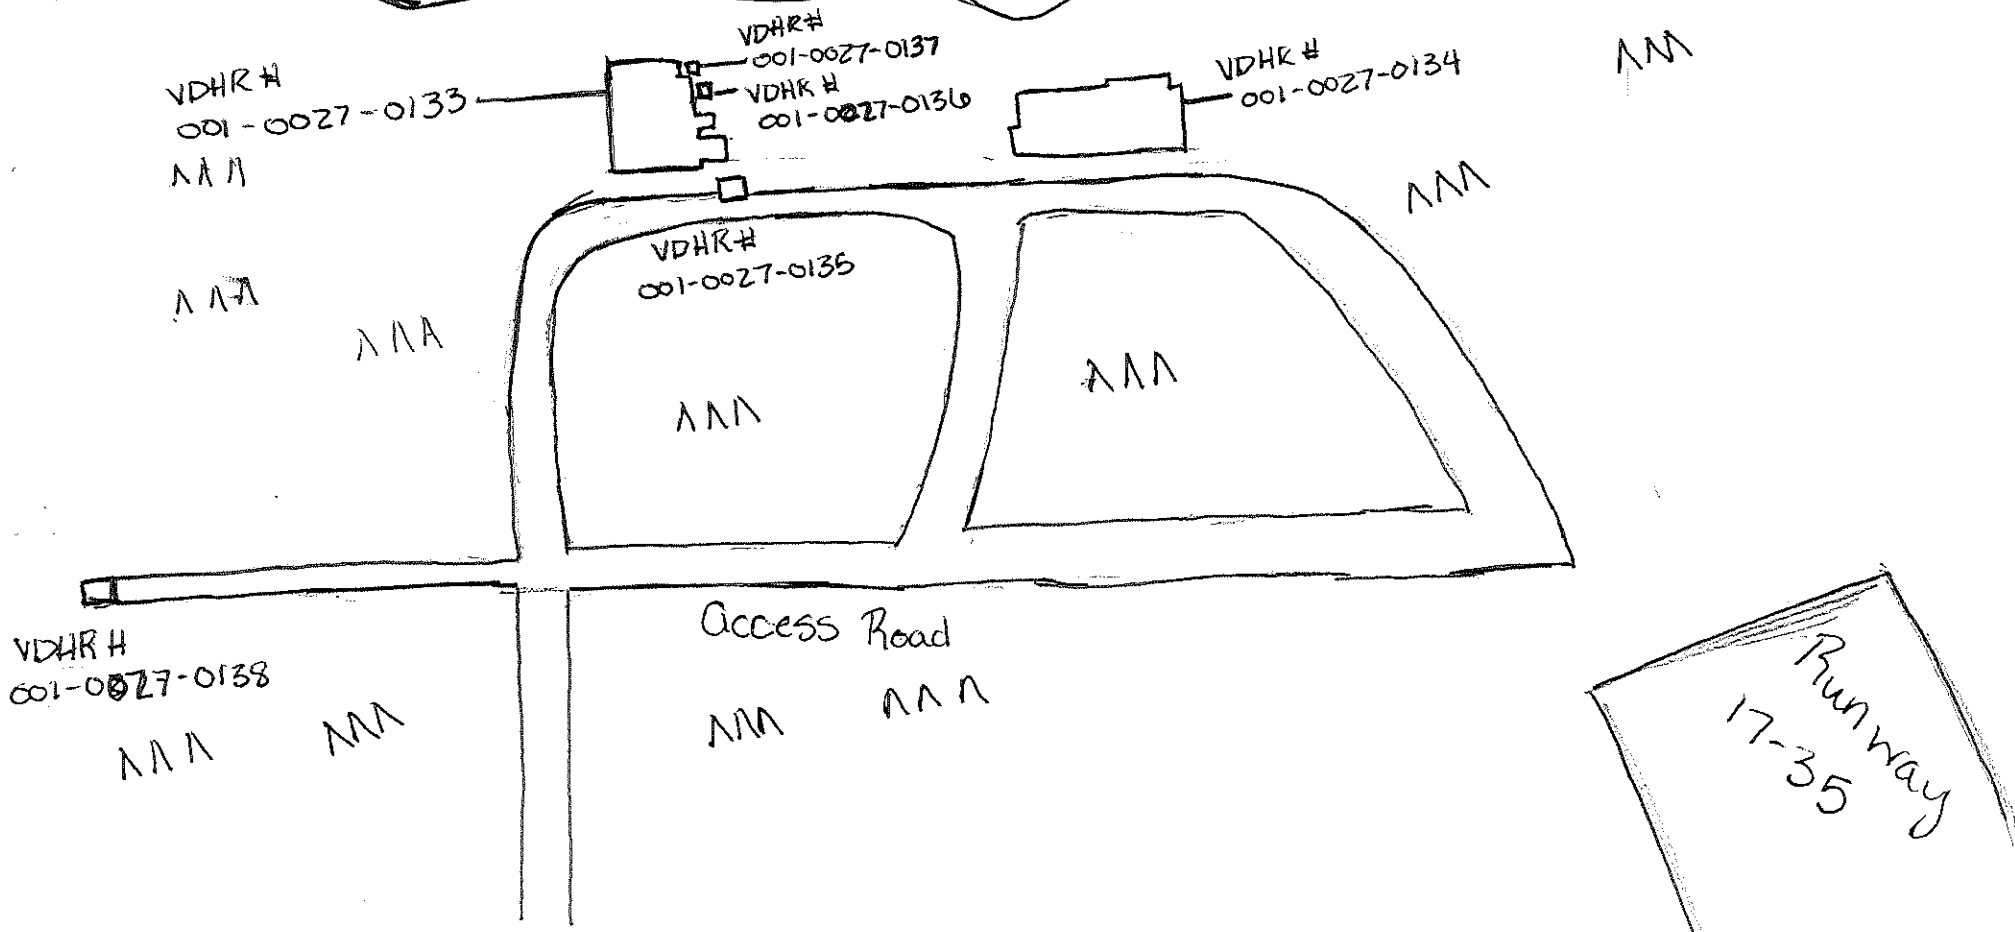 VDHR #
001-0027-0137
VDHR #
001-0027-0136
VDHR #
001-0027-0133
VDHR #
001-0027-0134
VDHR #
001-0027-0135
Access Road
VDHR #
001-0027-0138
Runway
17-35